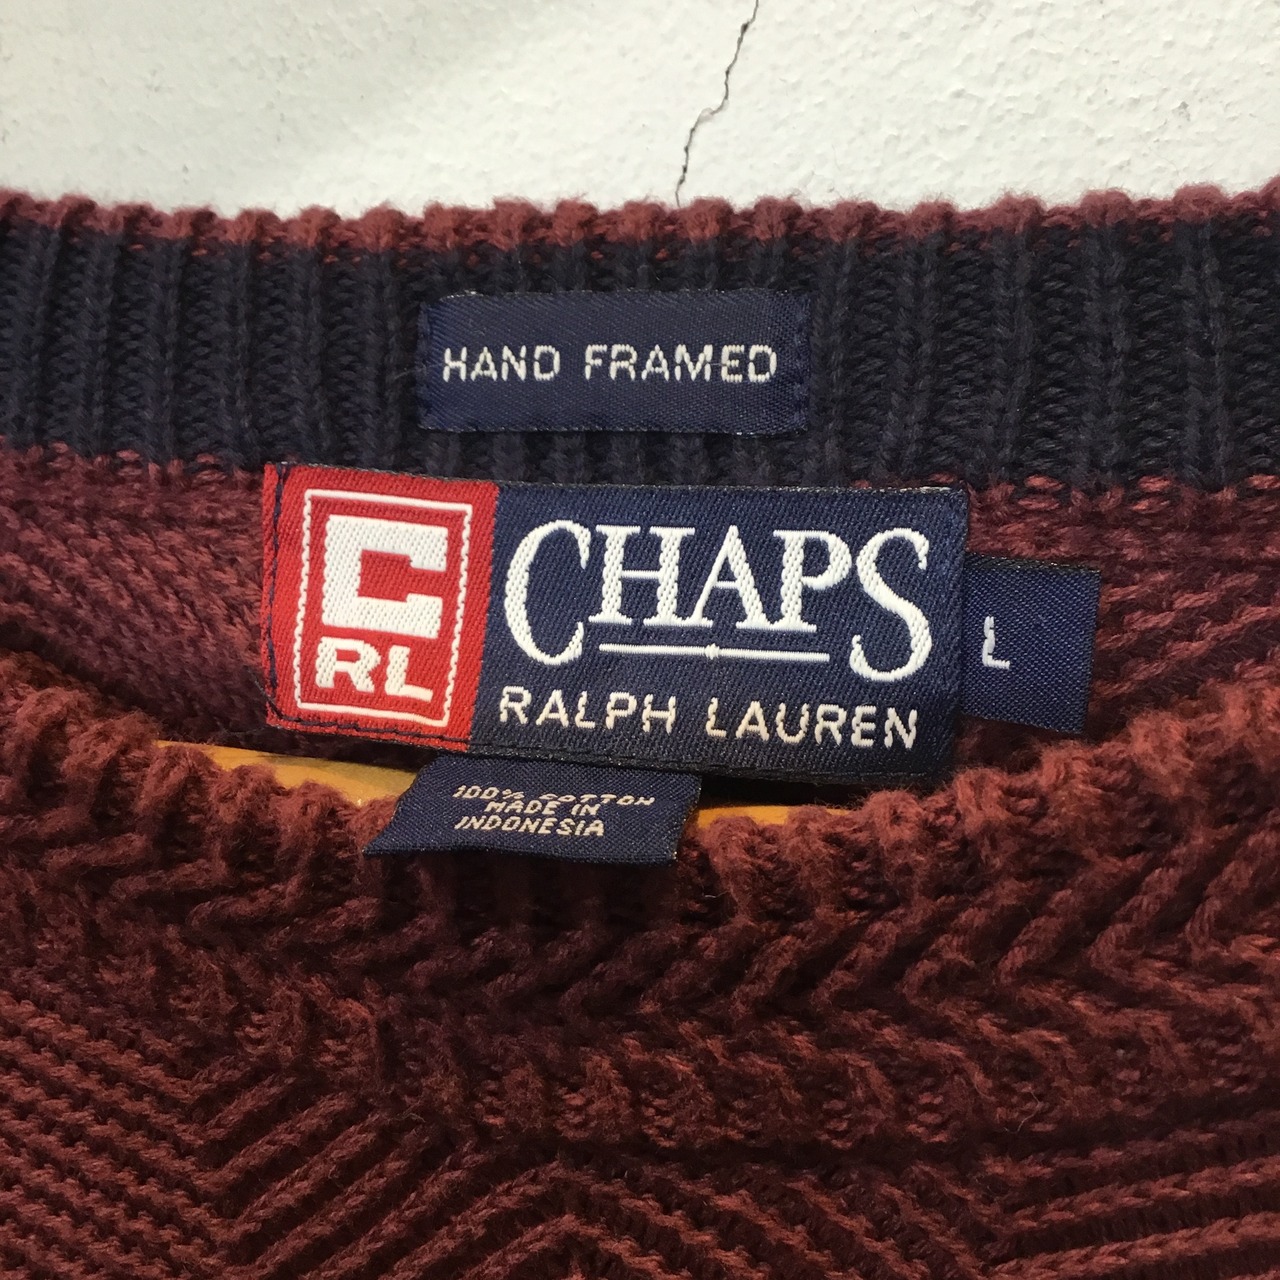 HAND FRAMED
C
RL
CHAPS
RALPH LAUREN
L
100% COTTON
MADE IN
INDONESIA